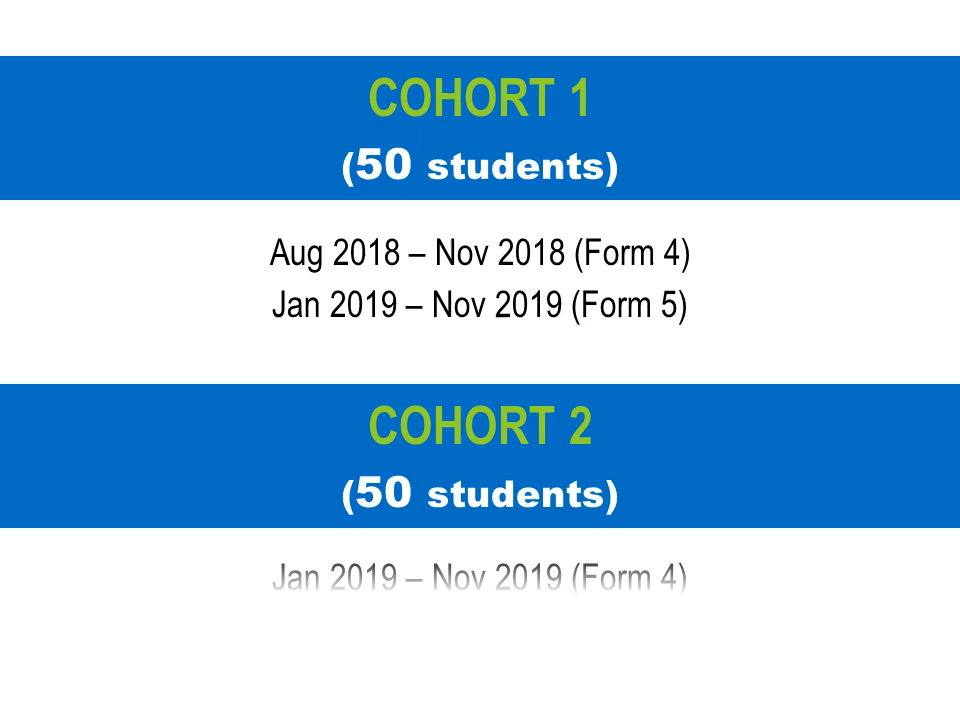 COHORT 1
(50 students)
Aug 2018 – Nov 2018 (Form 4)
Jan 2019 – Nov 2019 (Form 5)
COHORT 2
(50 students)
Jan 2019 – Nov 2019 (Form 4)